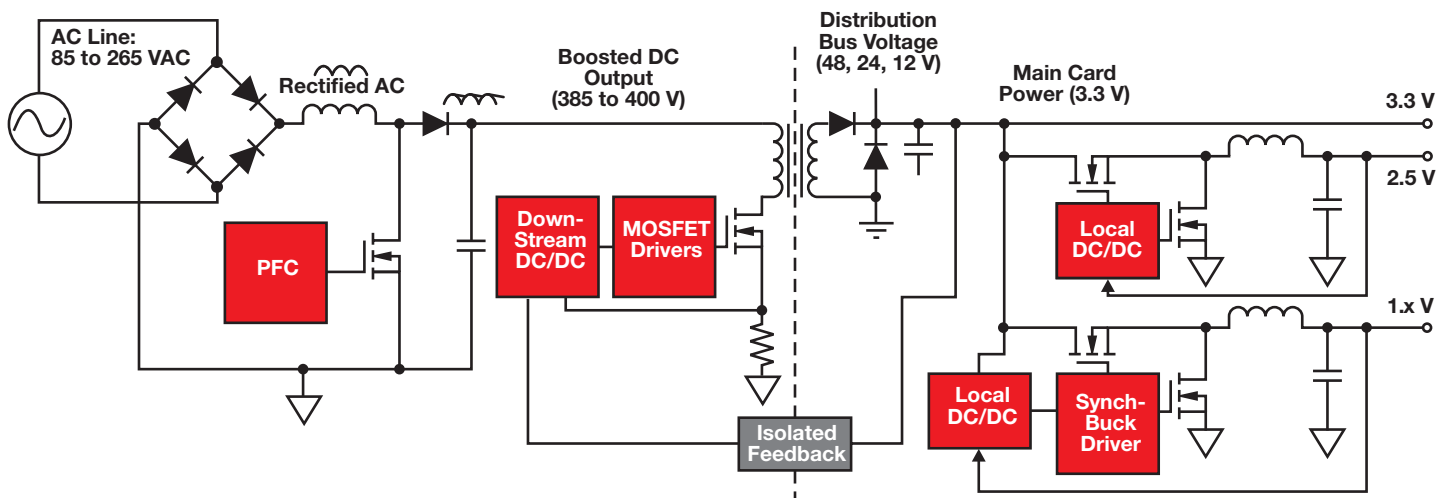 AC Line:
85 to 265 VAC
Rectified AC
Boosted DC
Output
(385 to 400 V)
Distribution
Bus Voltage
(48, 24, 12 V)
Main Card
Power (3.3 V)
3.3 V
2.5 V
1.x V
PFC
Down-
Stream
DC/DC
MOSFET
Drivers
Local
DC/DC
Local
DC/DC
Synch-
Buck
Driver
Isolated
Feedback